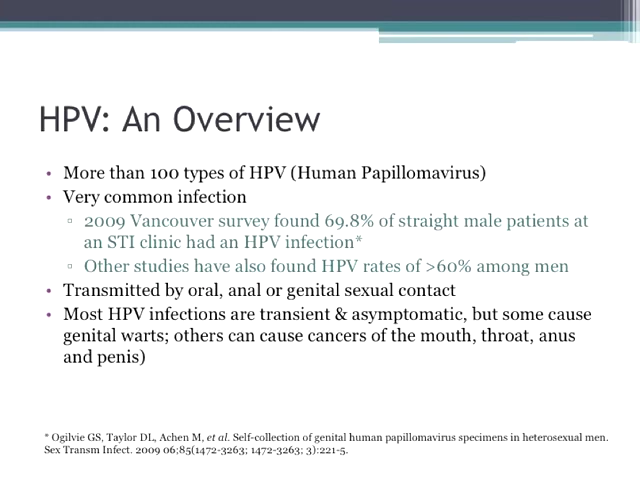 HPV: An Overview
• More than 100 types of HPV (Human Papillomavirus)
• Very common infection
▫ 2009 Vancouver survey found 69.8% of straight male patients at
an STI clinic had an HPV infection*
▫ Other studies have also found HPV rates of >60% among men
• Transmitted by oral, anal or genital sexual contact
• Most HPV infections are transient & asymptomatic, but some cause
genital warts; others can cause cancers of the mouth, throat, anus
and penis)
* Ogilvie GS, Taylor DL, Achen M, et al. Self-collection of genital human papillomavirus specimens in heterosexual men.
Sex Transm Infect. 2009 06;85(1472-3263; 1472-3263; 3):221-5.